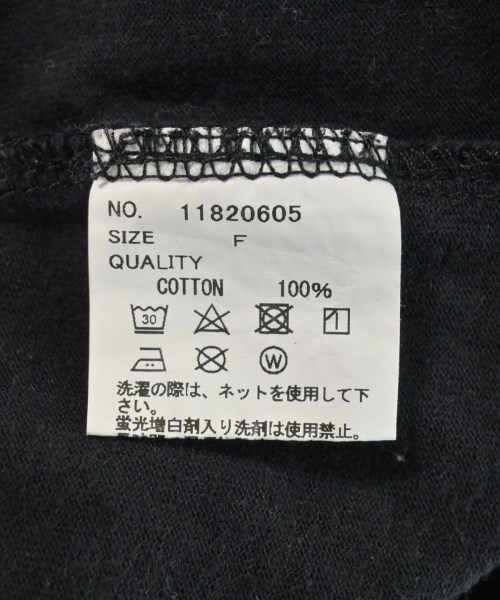 NO. 11820605
SIZE F
QUALITY
COTTON 100%
30
1
W
洗濯の際は、ネットを使用して下
さい。
蛍光増白剤入り洗剤は使用禁止。